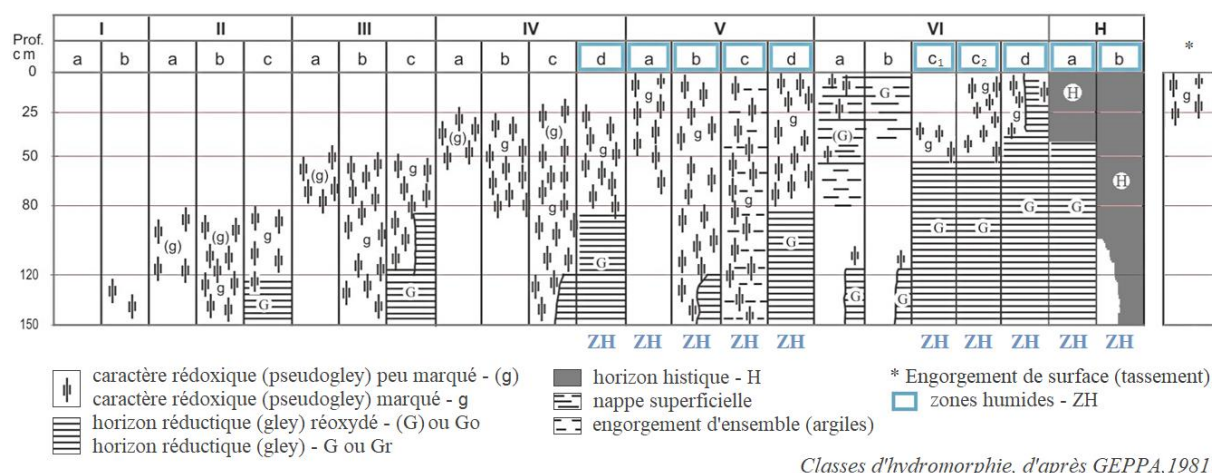 I II III IV V VI H
Prof. cm a b a b c a b c a b c d a b c d a b c₁ c₂ d a b *
0
25
50
80
120
150
(g) (g) g g G (g) g g G (g) g (g) g G g g g g G (G) G G G g G g G g G G H H g
ZH ZH ZH ZH ZH ZH ZH ZH ZH ZH
caractère rédoxique (pseudogley) peu marqué - (g)
caractère rédoxique (pseudogley) marqué - g
horizon réductique (gley) réoxydé - (G) ou Go
horizon réductique (gley) - G ou Gr
horizon histique - H
nappe superficielle
engorgement d'ensemble (argiles)
* Engorgement de surface (tassement)
zones humides - ZH
Classes d'hydromorphie. d'après GEPPA,1981